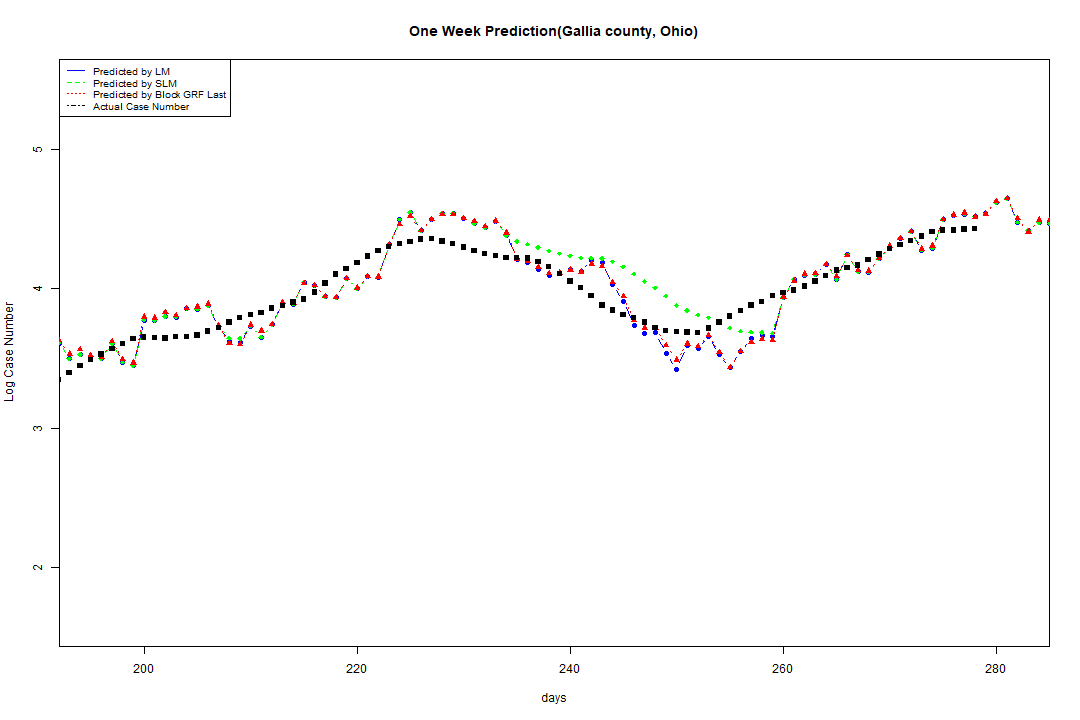 One Week Prediction(Gallia county, Ohio)
Predicted by LM
Predicted by SLM
Predicted by Block GRF Last
Actual Case Number
5
4
3
2
Log Case Number
200 220 240 260 280
days